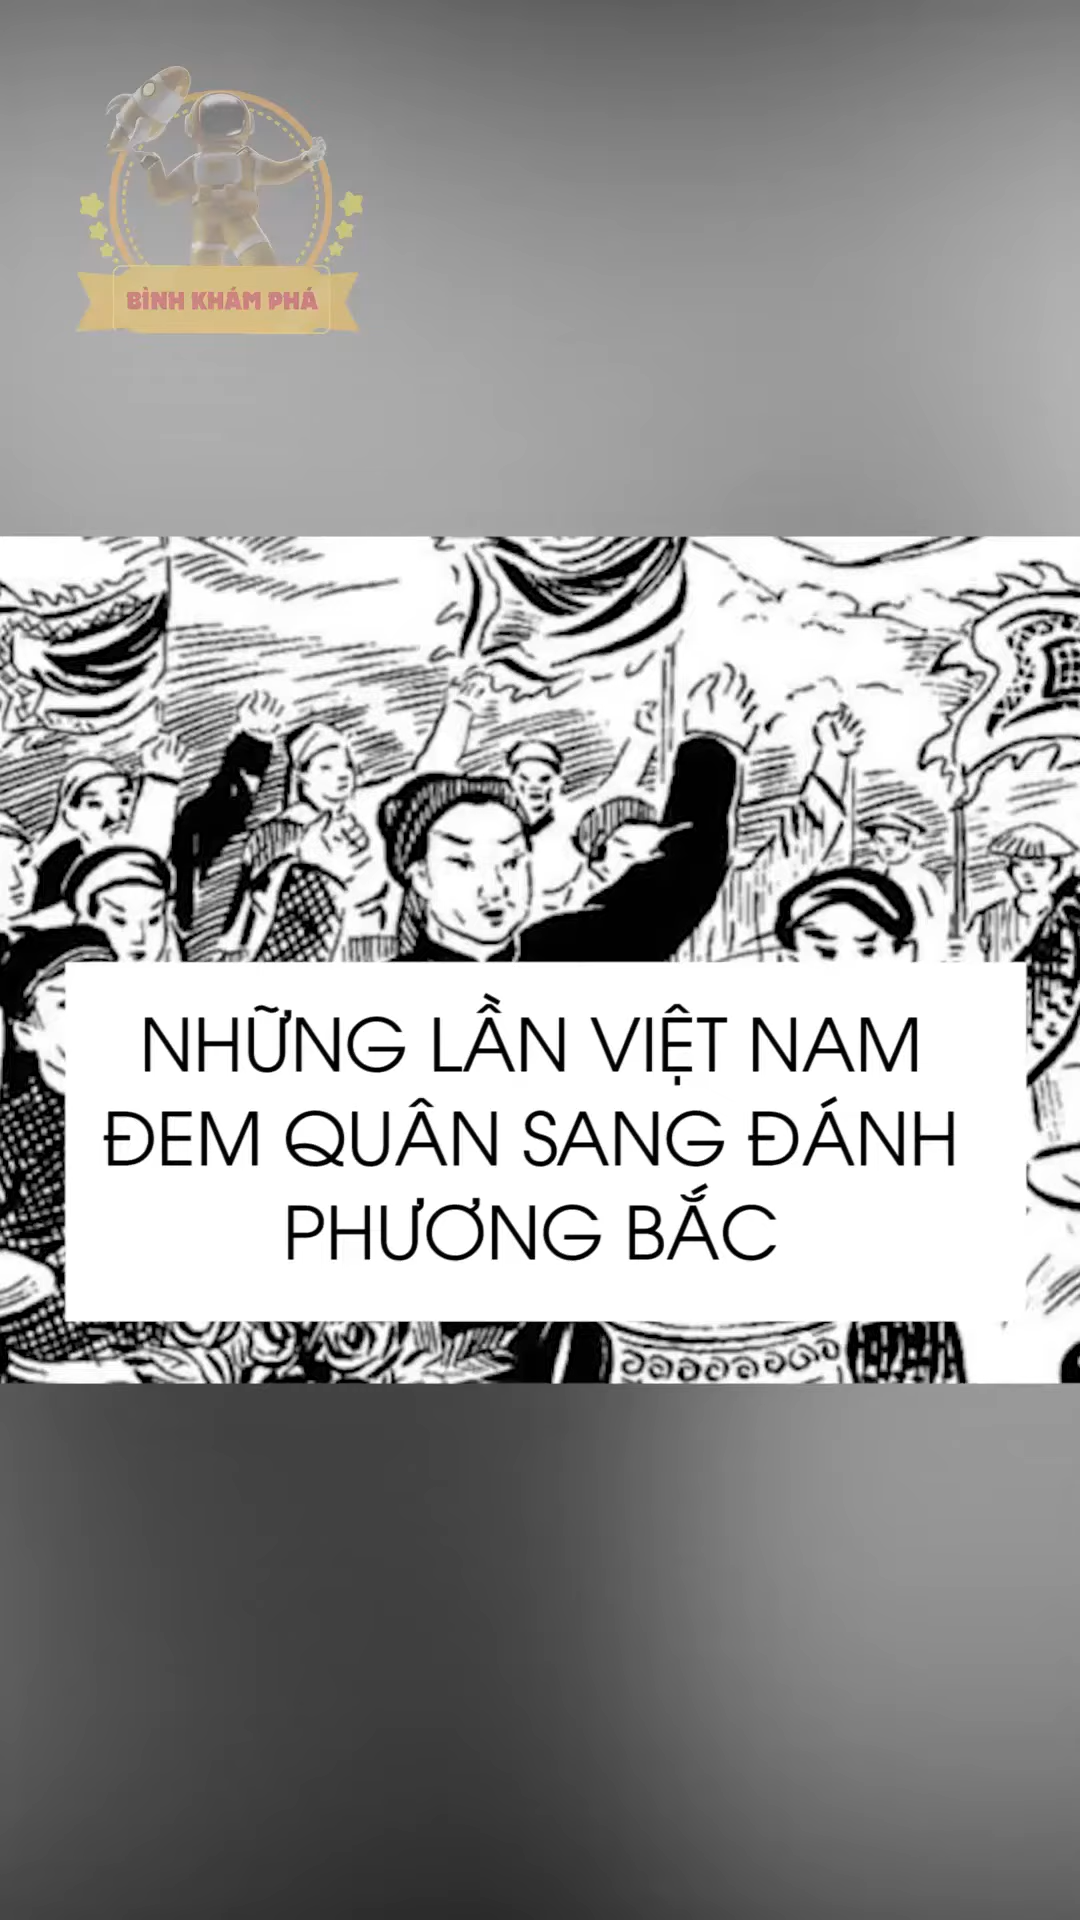 BÌNH KHÁM PHÁ
NHỮNG LẦN VIỆT NAM
ĐEM QUÂN SANG ĐÁNH
PHƯƠNG BẮC